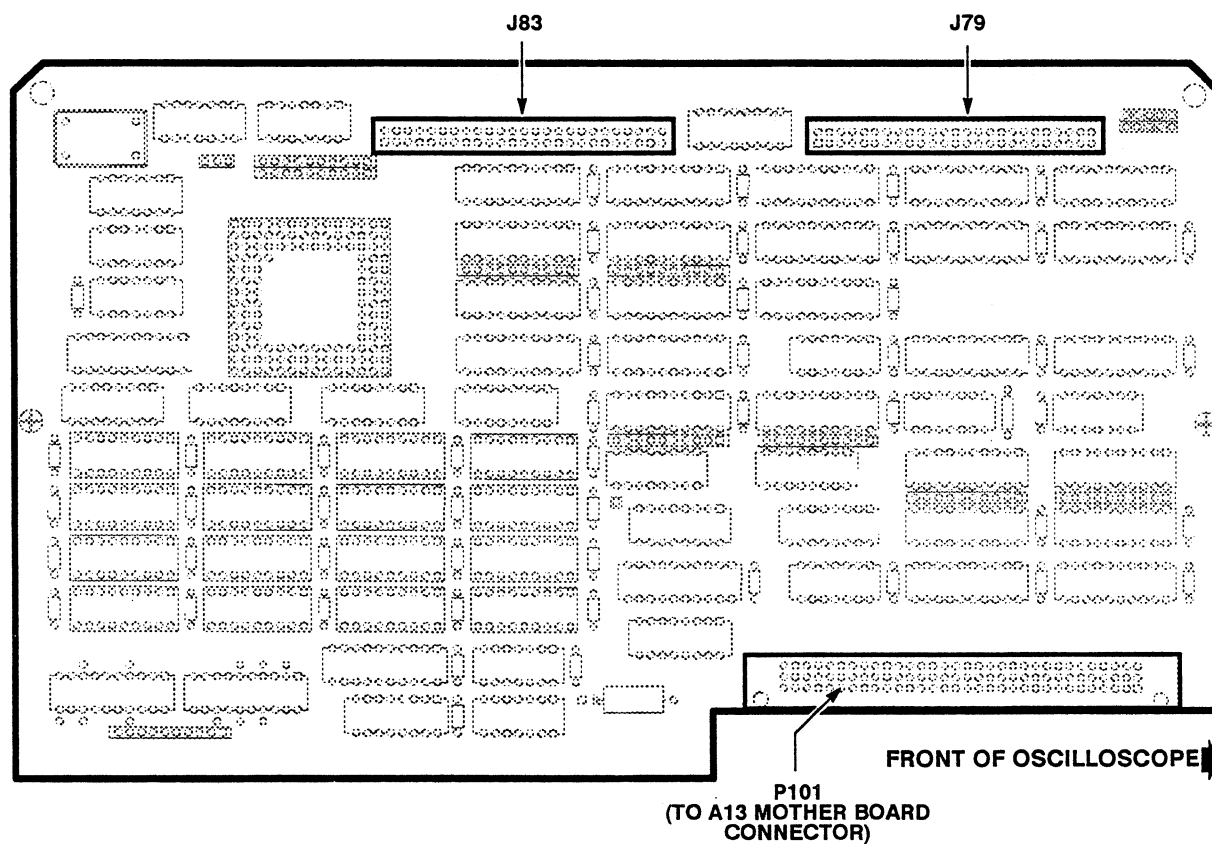 J83
J79
FRONT OF OSCILLOSCOPE
P101
(TO A13 MOTHER BOARD
CONNECTOR)